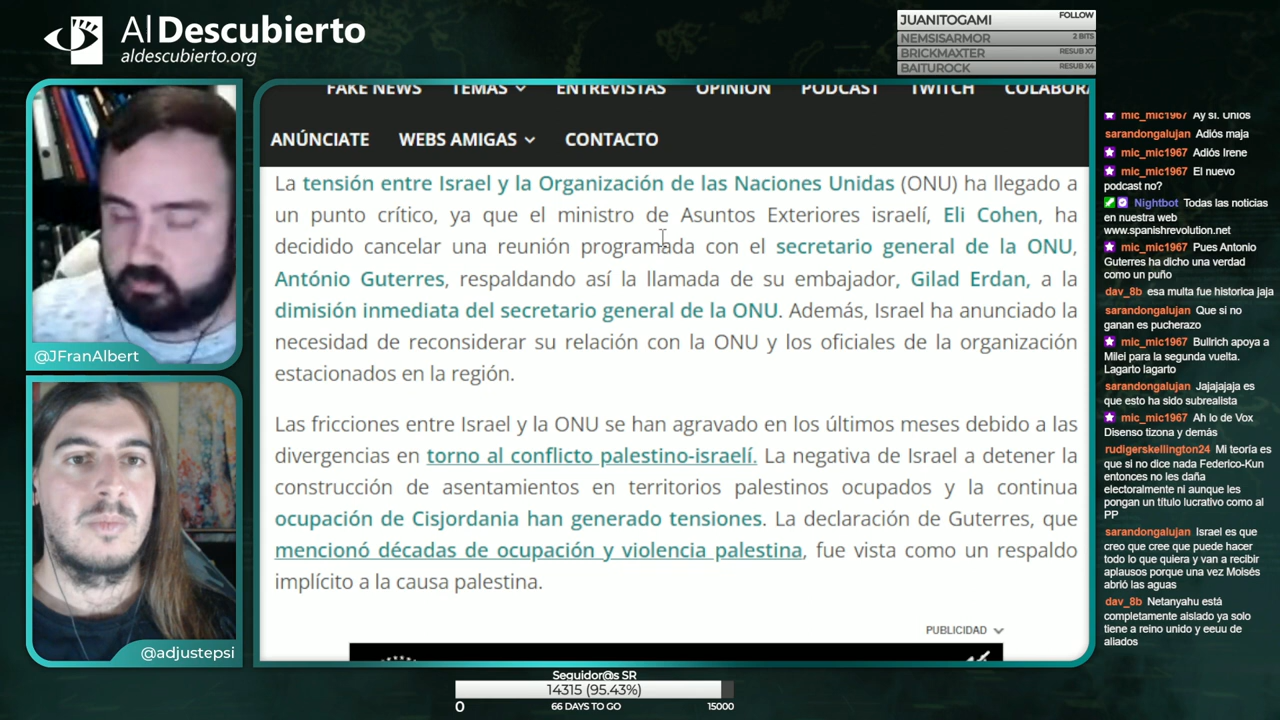 Al Descubierto
aldescubierto.org
JUANITOGAMI FOLLOW
NEMSISARMOR 2 BITS
BRICKMAXTER RESUB X7
BAITUROCK RESUB X4
FAKE NEWS TEMAS ENTREVISTAS OPINIÓN PODCAST TWITCH COLABORA
ANÚNCIATE WEBS AMIGAS CONTACTO
La tensión entre Israel y la Organización de las Naciones Unidas (ONU) ha llegado a
un punto crítico, ya que el ministro de Asuntos Exteriores israelí, Eli Cohen, ha
decidido cancelar una reunión programada con el secretario general de la ONU,
António Guterres, respaldando así la llamada de su embajador, Gilad Erdan, a la
dimisión inmediata del secretario general de la ONU. Además, Israel ha anunciado la
necesidad de reconsiderar su relación con la ONU y los oficiales de la organización
estacionados en la región.
Las fricciones entre Israel y la ONU se han agravado en los últimos meses debido a las
divergencias en torno al conflicto palestino-israelí. La negativa de Israel a detener la
construcción de asentamientos en territorios palestinos ocupados y la continua
ocupación de Cisjordania han generado tensiones. La declaración de Guterres, que
mencionó décadas de ocupación y violencia palestina, fue vista como un respaldo
implícito a la causa palestina.
PUBLICIDAD
@JFranAlbert
@adjustepsi
mic_mic1967 Ay sí. Unios
sarandongalujan Adiós maja
mic_mic1967 Adiós Irene
mic_mic1967 El nuevo
podcast no?
Nightbot Todas las noticias
en nuestra web
www.spanishrevolution.net
mic_mic1967 Pues Antonio
Guterres ha dicho una verdad
como un puño
dav_8b esa multa fue historica jaja
sarandongalujan Que si no
ganan es pucherazo
mic_mic1967 Bullrich apoya a
Milei para la segunda vuelta.
Lagarto lagarto
sarandongalujan Jajajajaja es
que esto ha sido subrealista
mic_mic1967 Ah lo de Vox
Disenso tizona y demás
rudigerskellington24 Mi teoría es
que si no dice nada Federico-Kun
entonces no les daña
electoralmente ni aunque les
pongan un título lucrativo como al
PP
sarandongalujan Israel es que
creo que cree que puede hacer
todo lo que quiera y van a recibir
aplausos porque una vez Moisés
abrió las aguas
dav_8b Netanyahu está
completamente aislado ya solo
tiene a reino unido y eeuu de
aliados
Seguidor@s SR
14315 (95.43%)
0 66 DAYS TO GO 15000